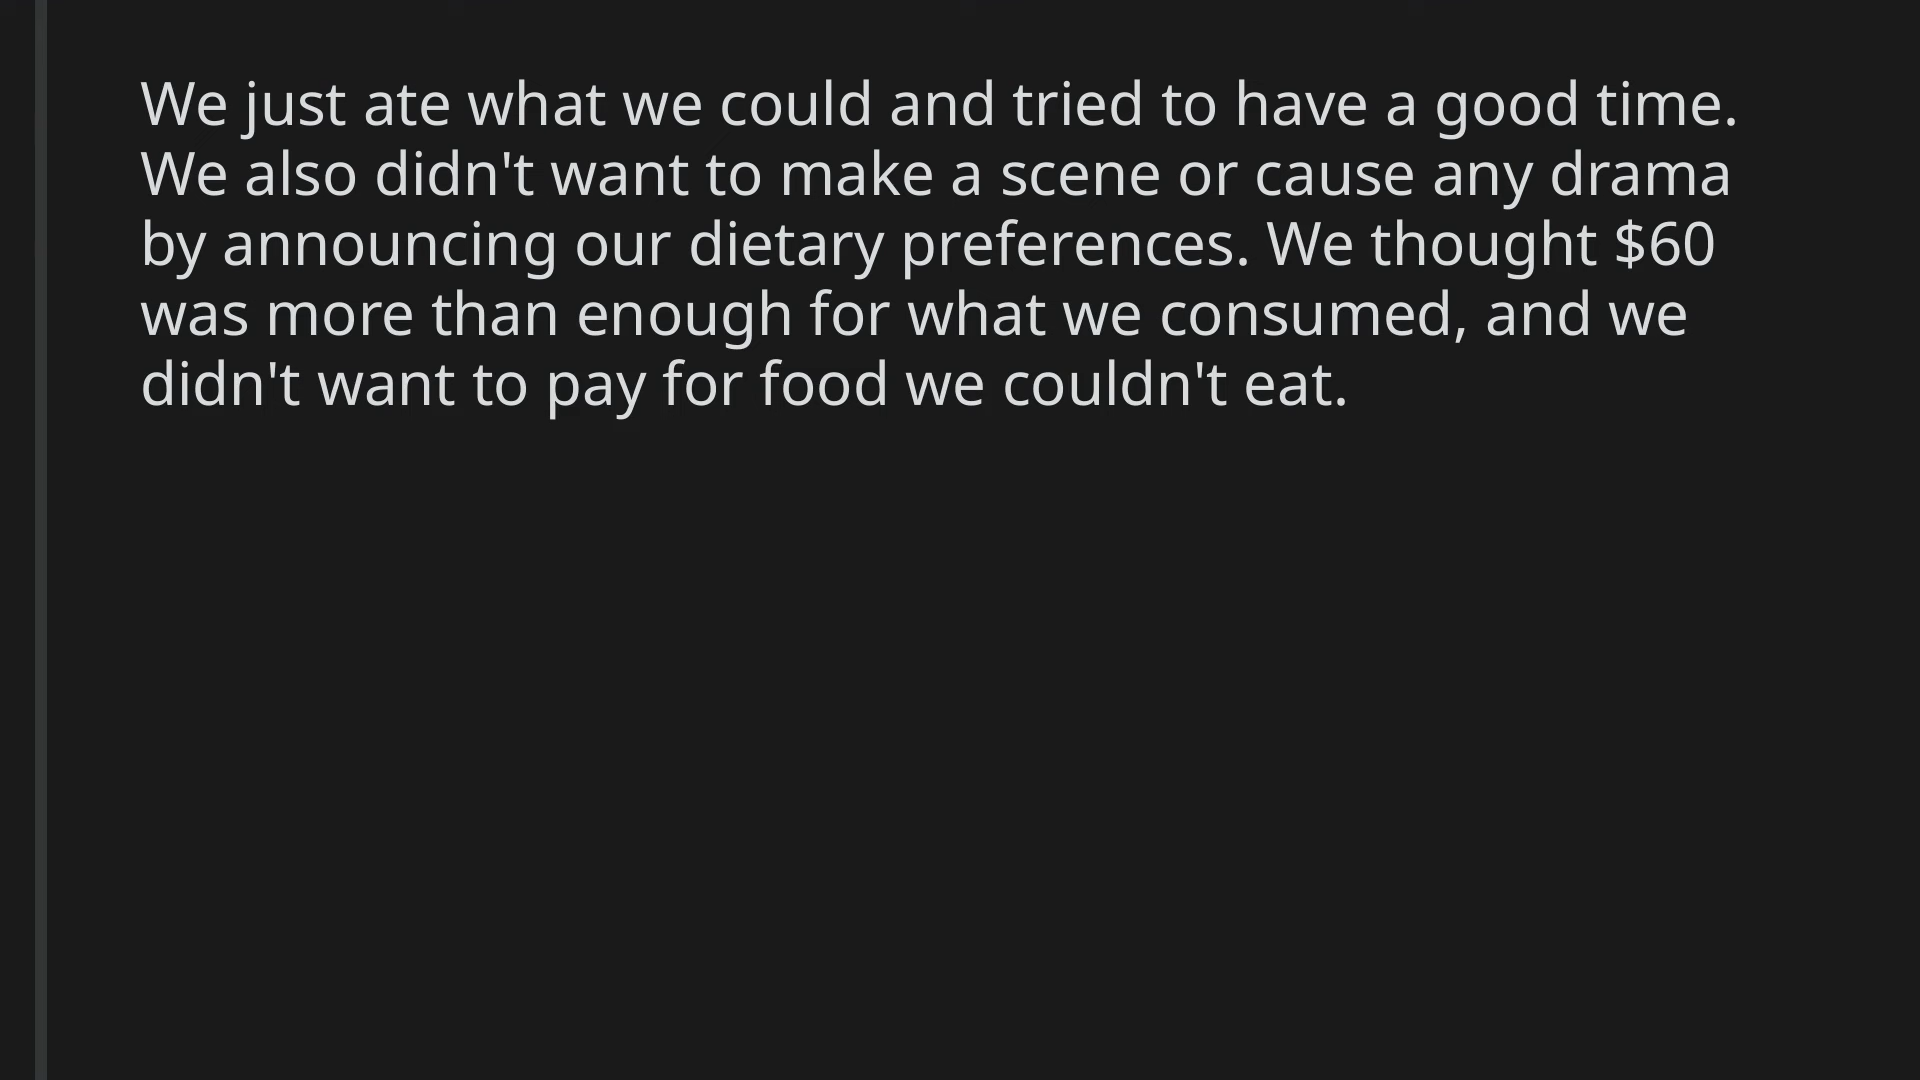 We just ate what we could and tried to have a good time.
We also didn't want to make a scene or cause any drama
by announcing our dietary preferences. We thought $60
was more than enough for what we consumed, and we
didn't want to pay for food we couldn't eat.